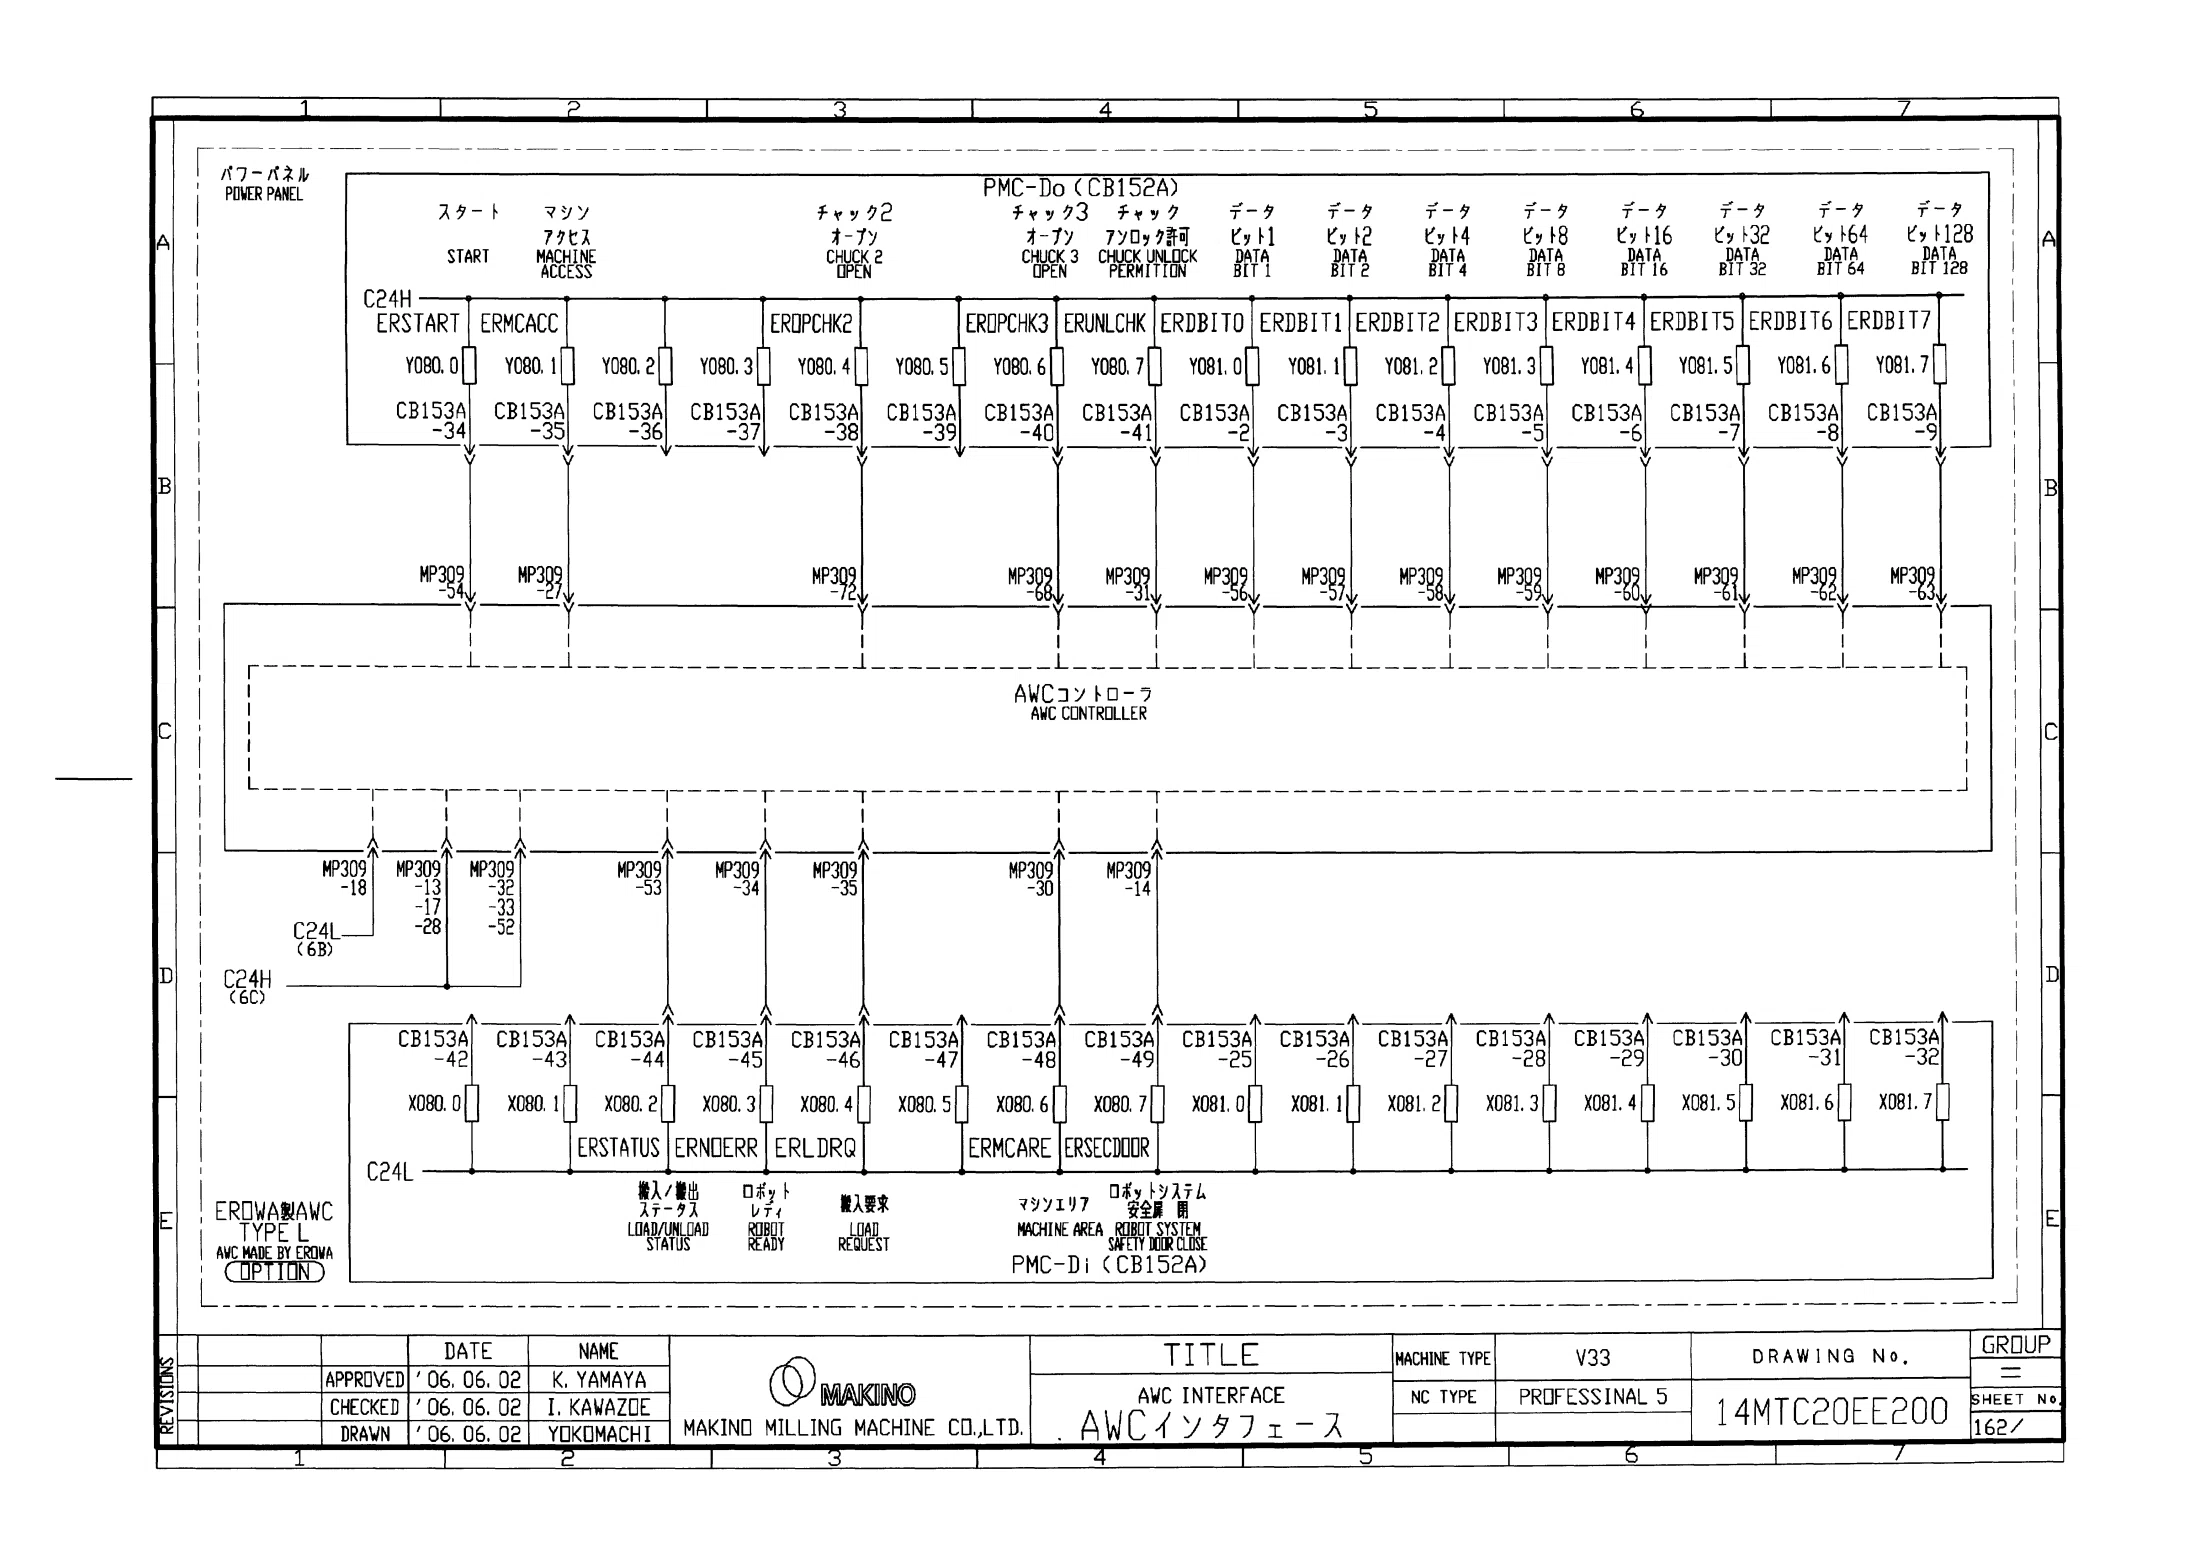 1 2 3 4 5 6 7
パワーパネル
POWER PANEL
PMC-Do (CB152A)
スタート マシン チャック2 チャック3 チャック データ データ データ データ データ データ データ データ
アクセス オープン オープン アンロック許可 ビット1 ビット2 ビット4 ビット8 ビット16 ビット32 ビット64 ビット128
START MACHINE CHUCK 2 CHUCK 3 CHUCK UNLOCK DATA DATA DATA DATA DATA DATA DATA DATA
ACCESS OPEN OPEN PERMITION BIT 1 BIT 2 BIT 4 BIT 8 BIT 16 BIT 32 BIT 64 BIT 128
A A
C24H
ERSTART ERMCACC EROPCHK2 EROPCHK3 ERUNLCHK ERDBIT0 ERDBIT1 ERDBIT2 ERDBIT3 ERDBIT4 ERDBIT5 ERDBIT6 ERDBIT7
Y080.0 Y080.1 Y080.2 Y080.3 Y080.4 Y080.5 Y080.6 Y080.7 Y081.0 Y081.1 Y081.2 Y081.3 Y081.4 Y081.5 Y081.6 Y081.7
CB153A CB153A CB153A CB153A CB153A CB153A CB153A CB153A CB153A CB153A CB153A CB153A CB153A CB153A CB153A CB153A
-34 -35 -36 -37 -38 -39 -40 -41 -2 -3 -4 -5 -6 -7 -8 -9
B B
MP309 MP309 MP309 MP309 MP309 MP309 MP309 MP309 MP309 MP309 MP309 MP309 MP309
-54 -27 -72 -68 -31 -56 -57 -58 -59 -60 -61 -62 -63
AWCコントローラ
AWC CONTROLLER
C C
MP309 MP309 MP309 MP309 MP309 MP309 MP309 MP309
-18 -13 -32 -53 -34 -35 -30 -14
-17 -33
-28 -52
C24L
(6B)
D D
C24H
(6C)
CB153A CB153A CB153A CB153A CB153A CB153A CB153A CB153A CB153A CB153A CB153A CB153A CB153A CB153A CB153A CB153A
-42 -43 -44 -45 -46 -47 -48 -49 -25 -26 -27 -28 -29 -30 -31 -32
X080.0 X080.1 X080.2 X080.3 X080.4 X080.5 X080.6 X080.7 X081.0 X081.1 X081.2 X081.3 X081.4 X081.5 X081.6 X081.7
ERSTATUS ERNOERR ERLDRQ ERMCARE ERSECDOOR
C24L
搬入/搬出 ロボット 搬入要求 マシンエリア ロボットシステム
ステータス レディ 安全扉 閉
LOAD/UNLOAD ROBOT LOAD MACHINE AREA ROBOT SYSTEM
STATUS READY REQUEST SAFETY DOOR CLOSE
PMC-Di (CB152A)
E E
EROWA製AWC
TYPE L
AWC MADE BY EROWA
OPTION
REVISIONS
DATE NAME
APPROVED '06.06.02 K. YAMAYA
CHECKED '06.06.02 I. KAWAZOE
DRAWN '06.06.02 YOKOMACHI
MAKINO
MAKINO MILLING MACHINE CO.,LTD.
TITLE
AWC INTERFACE
AWCインタフェース
MACHINE TYPE V33
NC TYPE PROFESSINAL 5
DRAWING No.
14MTC20EE200
GROUP
=
SHEET No.
162/
1 2 3 4 5 6 7